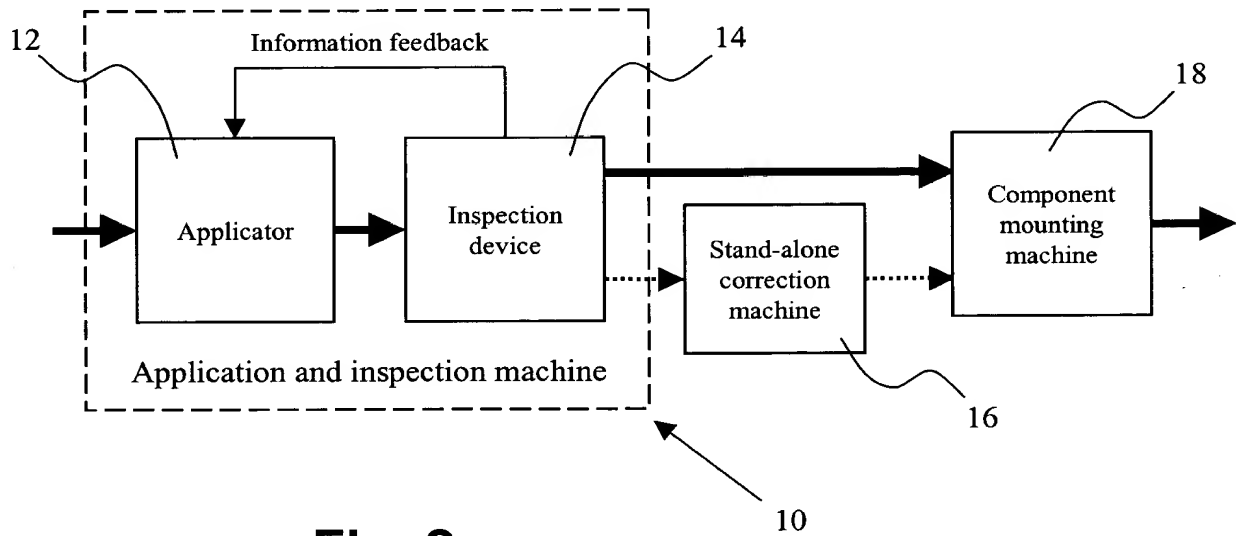 12
Information feedback
14
18
Applicator
Inspection
device
Stand-alone
correction
machine
Component
mounting
machine
Application and inspection machine
16
10